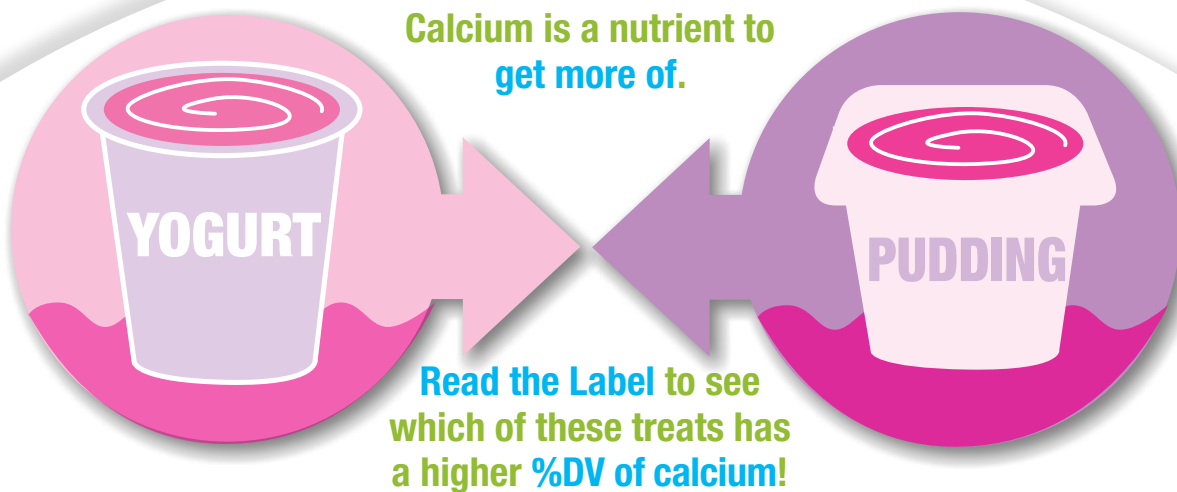 Calcium is a nutrient to
get more of.
YOGURT
PUDDING
Read the Label to see
which of these treats has
a higher %DV of calcium!